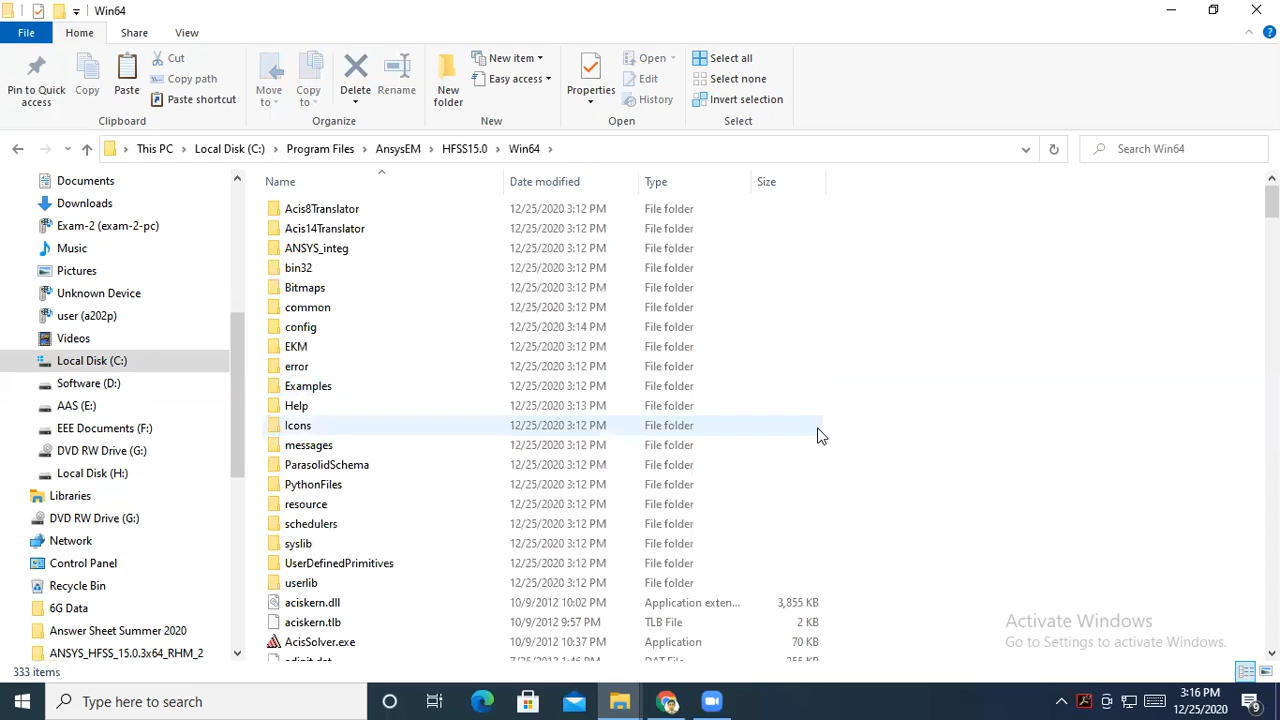 Win64
File Home Share View
Pin to Quick access
Copy
Paste
Cut
Copy path
Paste shortcut
Clipboard
Move to
Copy to
Delete
Rename
Organize
New folder
New item
Easy access
New
Properties
Open
Edit
History
Open
Select all
Select none
Invert selection
Select
This PC > Local Disk (C:) > Program Files > AnsysEM > HFSS15.0 > Win64 >
Search Win64
Documents
Downloads
Exam-2 (exam-2-pc)
Music
Pictures
Unknown Device
user (a202p)
Videos
Local Disk (C:)
Software (D:)
AAS (E:)
EEE Documents (F:)
DVD RW Drive (G:)
Local Disk (H:)
Libraries
DVD RW Drive (G:)
Network
Control Panel
Recycle Bin
6G Data
Answer Sheet Summer 2020
ANSYS_HFSS_15.0.3x64_RHM_2
Name Date modified Type Size
Acis8Translator 12/25/2020 3:12 PM File folder
Acis14Translator 12/25/2020 3:12 PM File folder
ANSYS_integ 12/25/2020 3:12 PM File folder
bin32 12/25/2020 3:12 PM File folder
Bitmaps 12/25/2020 3:12 PM File folder
common 12/25/2020 3:12 PM File folder
config 12/25/2020 3:14 PM File folder
EKM 12/25/2020 3:12 PM File folder
error 12/25/2020 3:12 PM File folder
Examples 12/25/2020 3:12 PM File folder
Help 12/25/2020 3:13 PM File folder
Icons 12/25/2020 3:12 PM File folder
messages 12/25/2020 3:12 PM File folder
ParasolidSchema 12/25/2020 3:12 PM File folder
PythonFiles 12/25/2020 3:12 PM File folder
resource 12/25/2020 3:12 PM File folder
schedulers 12/25/2020 3:12 PM File folder
syslib 12/25/2020 3:12 PM File folder
UserDefinedPrimitives 12/25/2020 3:12 PM File folder
userlib 12/25/2020 3:12 PM File folder
aciskern.dll 10/9/2012 10:02 PM Application exten... 3,855 KB
aciskern.tlb 10/9/2012 9:57 PM TLB File 2 KB
AcisSolver.exe 10/9/2012 10:37 PM Application 70 KB
Activate Windows
Go to Settings to activate Windows.
333 items
Type here to search
3:16 PM
12/25/2020
9